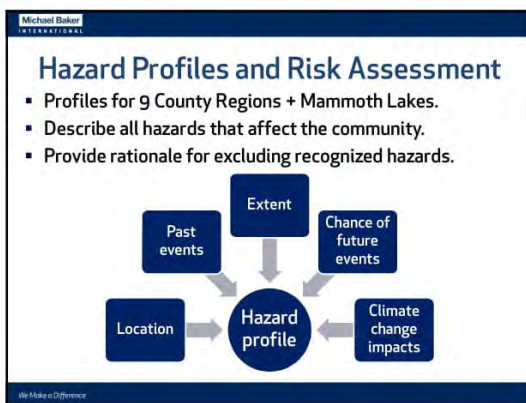 Michael Baker
INTERNATIONAL
Hazard Profiles and Risk Assessment
▪ Profiles for 9 County Regions + Mammoth Lakes.
▪ Describe all hazards that affect the community.
▪ Provide rationale for excluding recognized hazards.
Extent
Past
events
Chance of
future
events
Location
Hazard
profile
Climate
change
impacts
We Make a Difference